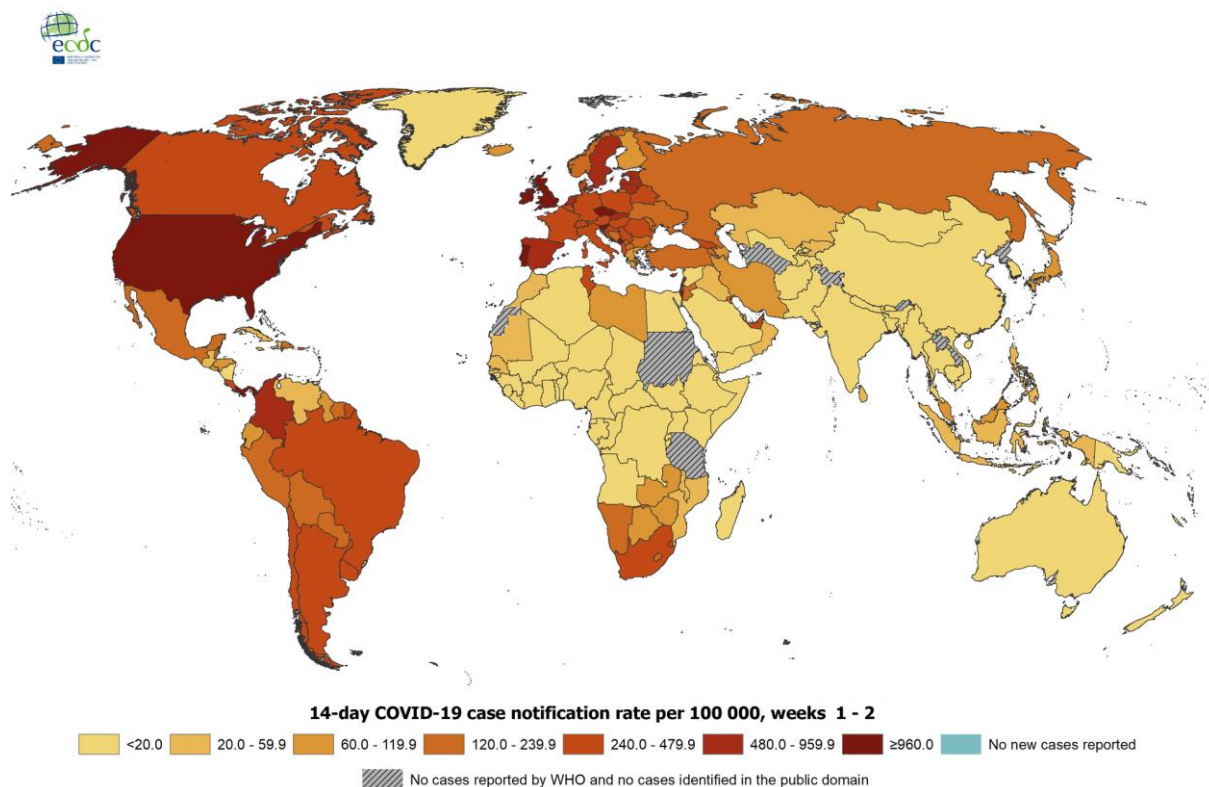 ecdc
14-day COVID-19 case notification rate per 100 000, weeks 1 - 2
<20.0 20.0 - 59.9 60.0 - 119.9 120.0 - 239.9 240.0 - 479.9 480.0 - 959.9 ≥960.0 No new cases reported
No cases reported by WHO and no cases identified in the public domain